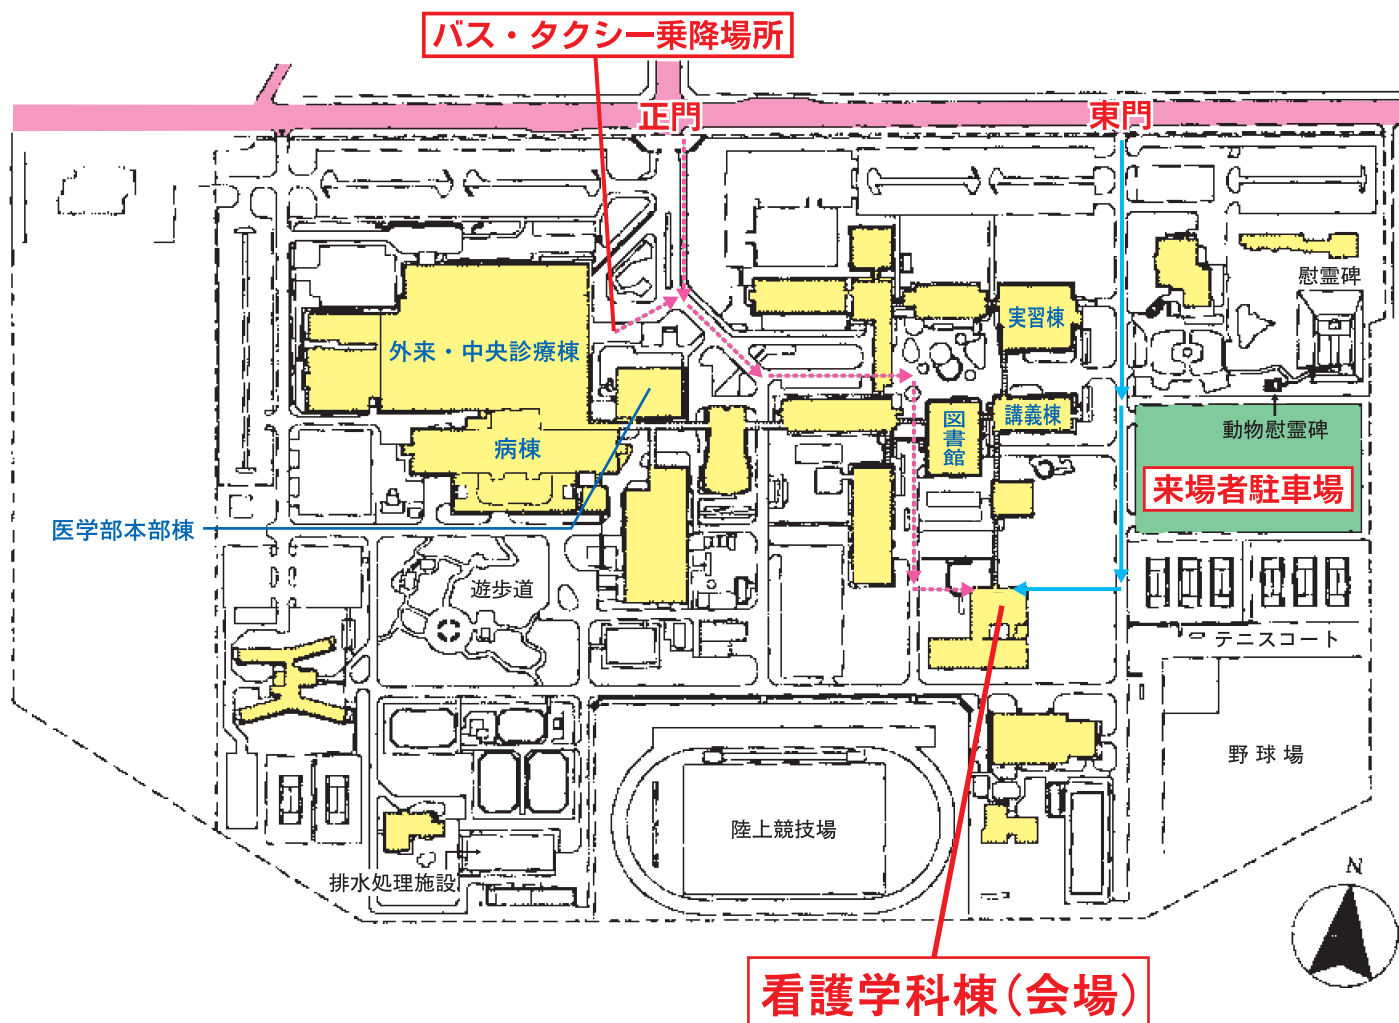 バス・タクシー乗降場所
正門
東門
慰霊碑
実習棟
外来・中央診療棟
図書館
講義棟
動物慰霊碑
病棟
来場者駐車場
医学部本部棟
遊歩道
テニスコート
野球場
陸上競技場
排水処理施設
N
看護学科棟(会場)